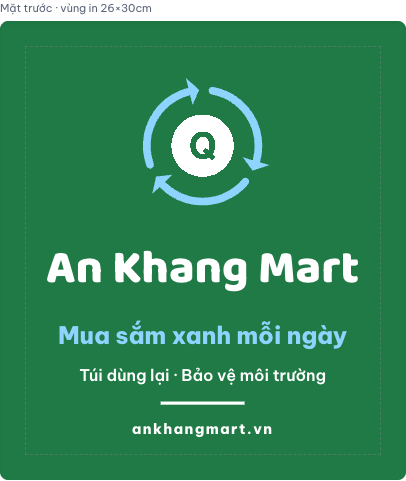 Mặt trước · vùng in 26×30cm
Q
An Khang Mart
Mua sắm xanh mỗi ngày
Túi dùng lại · Bảo vệ môi trường
ankhangmart.vn